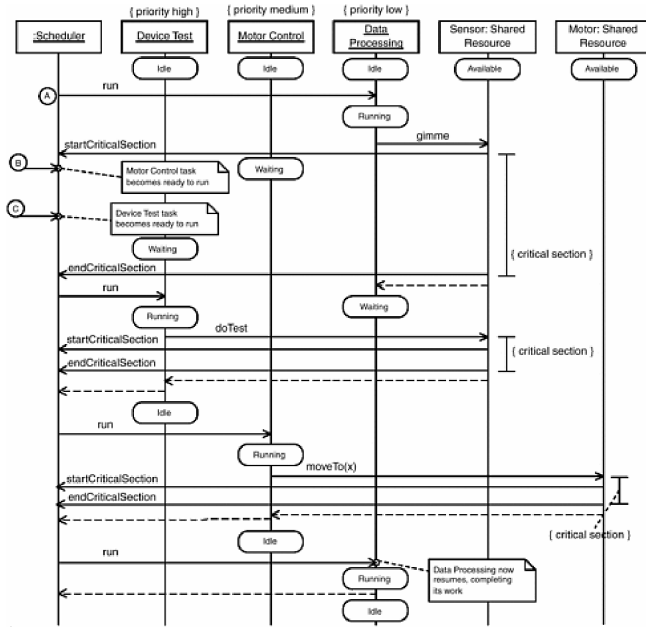 { priority high }
{ priority medium }
{ priority low }
:Scheduler
Device Test
Motor Control
Data
Processing
Sensor: Shared
Resource
Motor: Shared
Resource
Idle
Idle
Idle
Available
Available
A
run
Running
gimme
startCriticalSection
B
Motor Control task
becomes ready to run
Waiting
C
Device Test task
becomes ready to run
Waiting
{ critical section }
endCriticalSection
run
Waiting
Running
doTest
startCriticalSection
{ critical section }
endCriticalSection
Idle
run
Running
moveTo(x)
startCriticalSection
endCriticalSection
{ critical section }
Idle
run
Data Processing now
resumes, completing
its work
Running
Idle